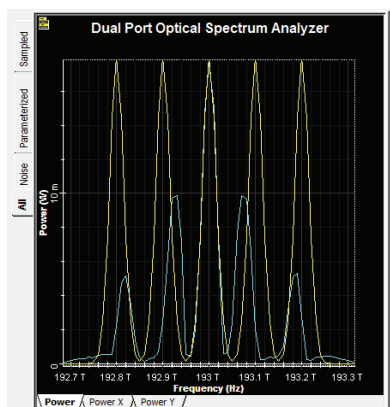 Dual Port Optical Spectrum Analyzer
Sampled
Parameterized
Noise
All
Power (W)
10 m
0
192.7 T 192.8 T 192.9 T 193 T 193.1 T 193.2 T 193.3 T
Frequency (Hz)
Power Power X Power Y